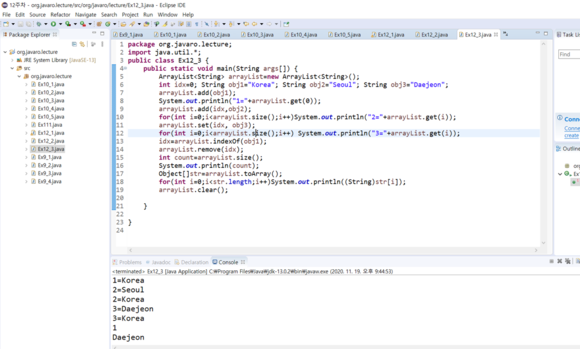 12주차 - org.javaro.lecture/src/org/javaro/lecture/Ex12_3.java - Eclipse IDE
File Edit Source Refactor Navigate Search Project Run Window Help
Package Explorer
org.javaro.lecture
JRE System Library [JavaSE-13]
src
org.javaro.lecture
Ex10_1.java
Ex10_2.java
Ex10_3.java
Ex10_4.java
Ex10_5.java
Ex111.java
Ex12_1.java
Ex12_2.java
Ex12_3.java
Ex9_1.java
Ex9_2.java
Ex9_3.java
Ex9_4.java
Ex9_1.java
Ex10_1.java
Ex10_2.java
Ex10_3.java
Ex10_4.java
Ex10_5.java
Ex12_1.java
Ex12_2.java
Ex12_3.java
1 package org.javaro.lecture;
2 import java.util.*;
3 public class Ex12_3 {
4 public static void main(String args[]) {
5 ArrayList<String> arrayList=new ArrayList<String>();
6 int idx=0; String obj1="Korea"; String obj2="Seoul"; String obj3="Daejeon";
7 arrayList.add(obj1);
8 System.out.println("1="+arrayList.get(0));
9 arrayList.add(idx,obj2);
10 for(int i=0;i<arrayList.size();i++)System.out.println("2="+arrayList.get(i));
11 arrayList.set(idx, obj3);
12 for(int i=0;i<arrayList.size();i++) System.out.println("3="+arrayList.get(i));
13 idx=arrayList.indexOf(obj1);
14 arrayList.remove(idx);
15 int count=arrayList.size();
16 System.out.println(count);
17 Object[]str=arrayList.toArray();
18 for(int i=0;i<str.length;i++)System.out.println((String)str[i]);
19 arrayList.clear();
20
21 }
22
23 }
24
Task Li
Find
Conne
Conne
create
Outline
Problems Javadoc Declaration Console
<terminated> Ex12_3 [Java Application] C:₩Program Files₩Java₩jdk-13.0.2₩bin₩javaw.exe (2020. 11. 19. 오후 9:44:53)
1=Korea
2=Seoul
2=Korea
3=Daejeon
3=Korea
1
Daejeon